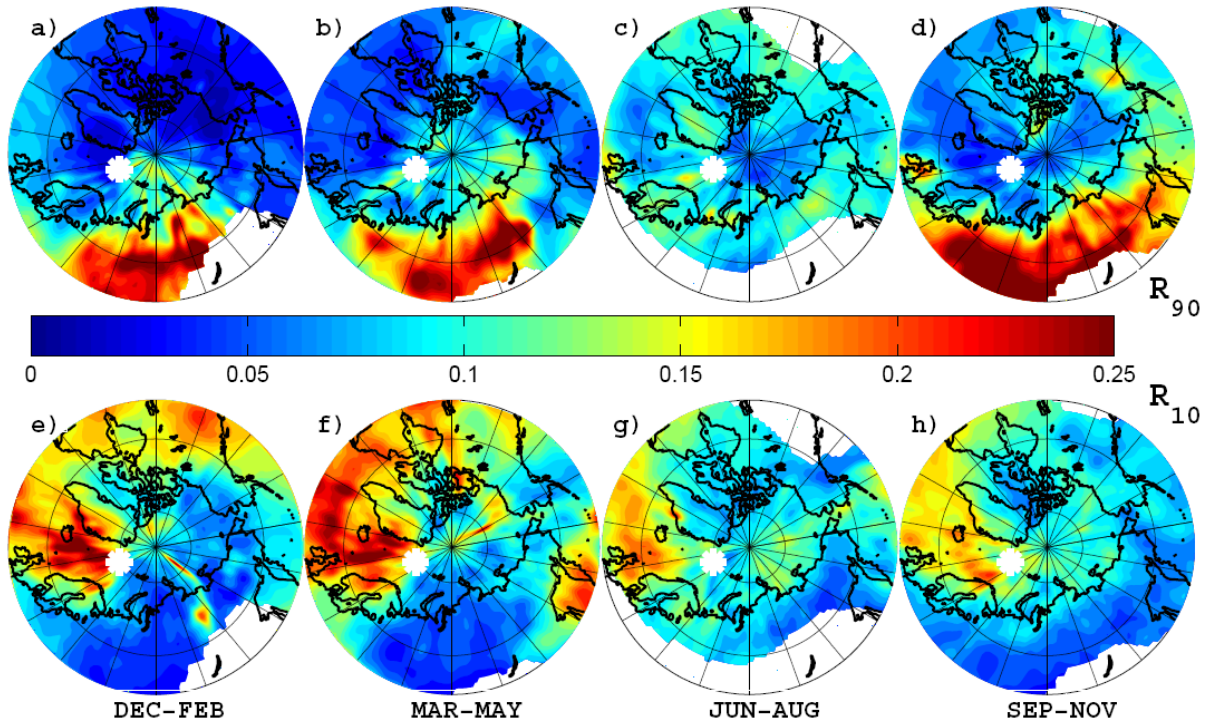 a) b) c) d)
R90
0 0.05 0.1 0.15 0.2 0.25
R10
e) f) g) h)
DEC-FEB MAR-MAY JUN-AUG SEP-NOV